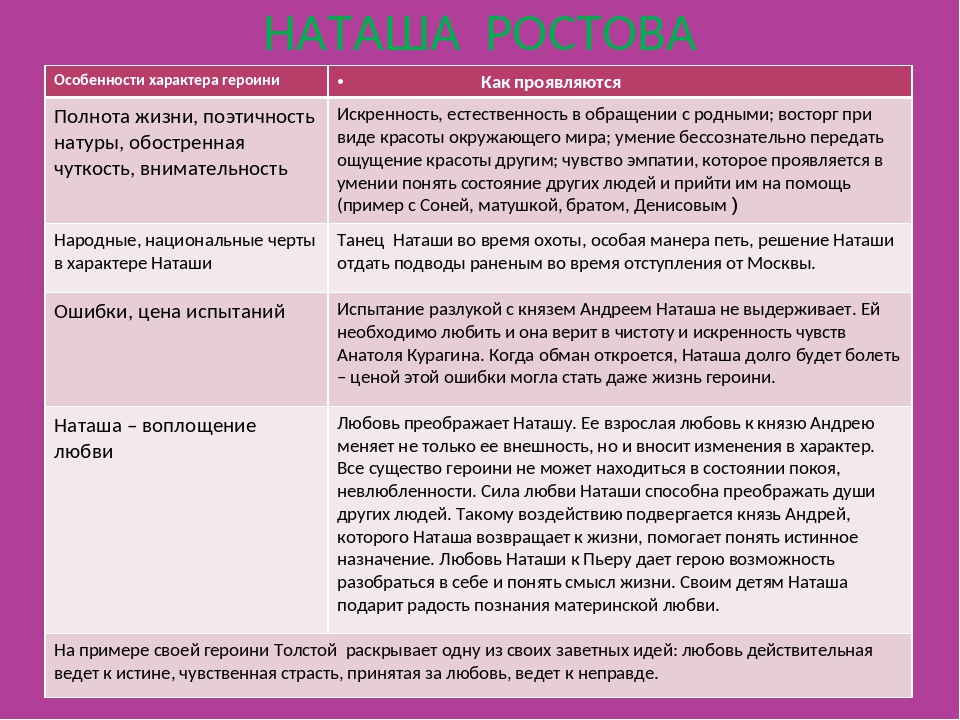 НАТАША РОСТОВА
Особенности характера героини
• Как проявляются
Полнота жизни, поэтичность
натуры, обостренная
чуткость, внимательность
Искренность, естественность в обращении с родными; восторг при
виде красоты окружающего мира; умение бессознательно передать
ощущение красоты другим; чувство эмпатии, которое проявляется в
умении понять состояние других людей и прийти им на помощь
(пример с Соней, матушкой, братом, Денисовым )
Народные, национальные черты
в характере Наташи
Танец Наташи во время охоты, особая манера петь, решение Наташи
отдать подводы раненым во время отступления от Москвы.
Ошибки, цена испытаний
Испытание разлукой с князем Андреем Наташа не выдерживает. Ей
необходимо любить и она верит в чистоту и искренность чувств
Анатоля Курагина. Когда обман откроется, Наташа долго будет болеть
– ценой этой ошибки могла стать даже жизнь героини.
Наташа – воплощение
любви
Любовь преображает Наташу. Ее взрослая любовь к князю Андрею
меняет не только ее внешность, но и вносит изменения в характер.
Все существо героини не может находиться в состоянии покоя,
невлюбленности. Сила любви Наташи способна преображать души
других людей. Такому воздействию подвергается князь Андрей,
которого Наташа возвращает к жизни, помогает понять истинное
назначение. Любовь Наташи к Пьеру дает герою возможность
разобраться в себе и понять смысл жизни. Своим детям Наташа
подарит радость познания материнской любви.
На примере своей героини Толстой раскрывает одну из своих заветных идей: любовь действительная
ведет к истине, чувственная страсть, принятая за любовь, ведет к неправде.